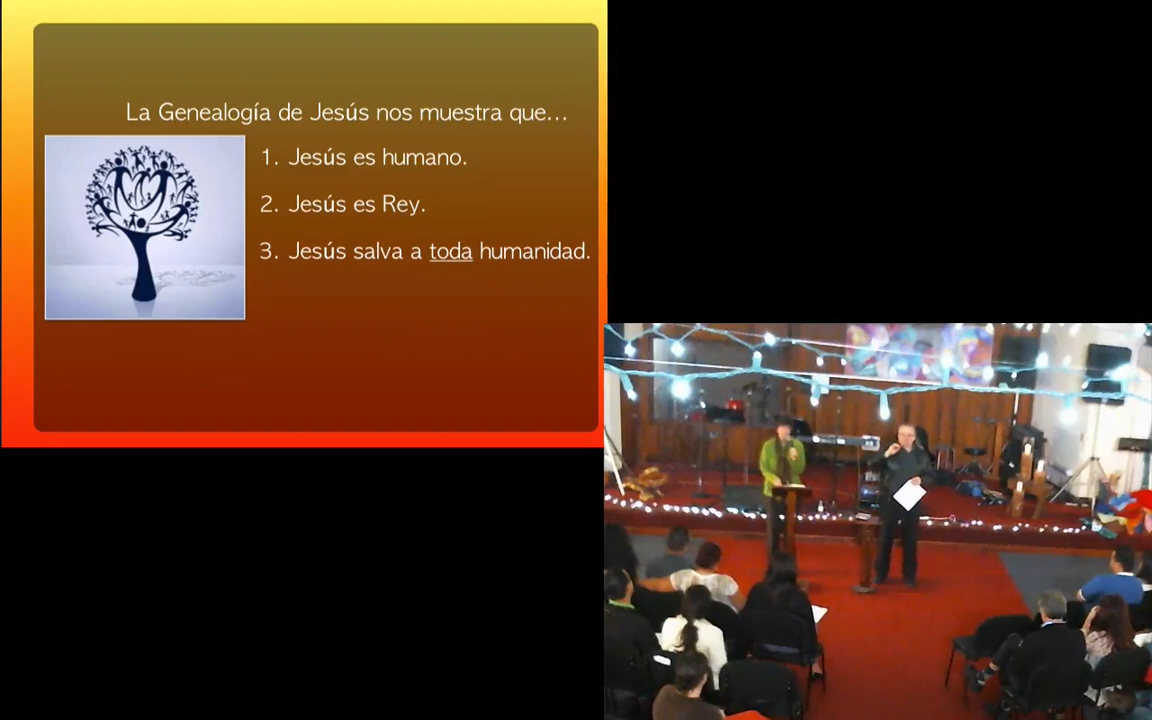 La Genealogía de Jesús nos muestra que...
1. Jesús es humano.
2. Jesús es Rey.
3. Jesús salva a toda humanidad.